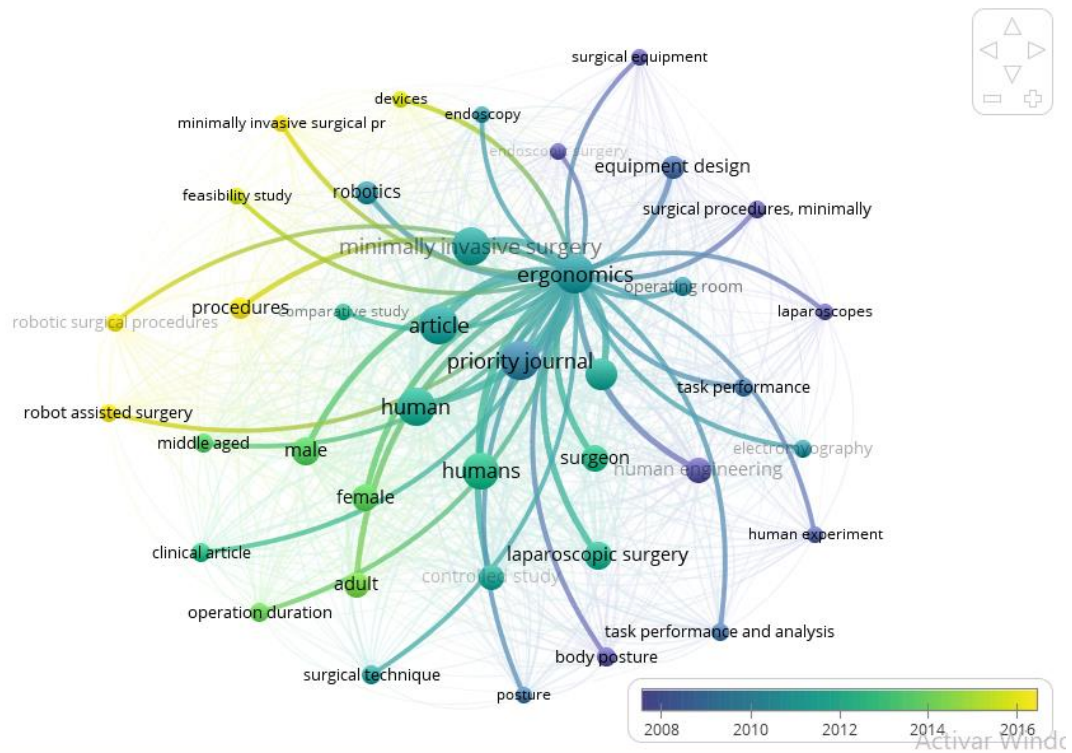 surgical equipment
devices
endoscopy
minimally invasive surgical pr
endoscopic surgery
equipment design
robotics
feasibility study
surgical procedures, minimally
minimally invasive surgery
ergonomics
operating room
procedures
comparative study
laparoscopes
robotic surgical procedures
article
priority journal
task performance
human
robot assisted surgery
middle aged
male
electromyography
surgeon
human engineering
humans
female
human experiment
clinical article
laparoscopic surgery
controlled study
adult
operation duration
task performance and analysis
body posture
surgical technique
posture
2008 2010 2012 2014 2016
Activar Windo